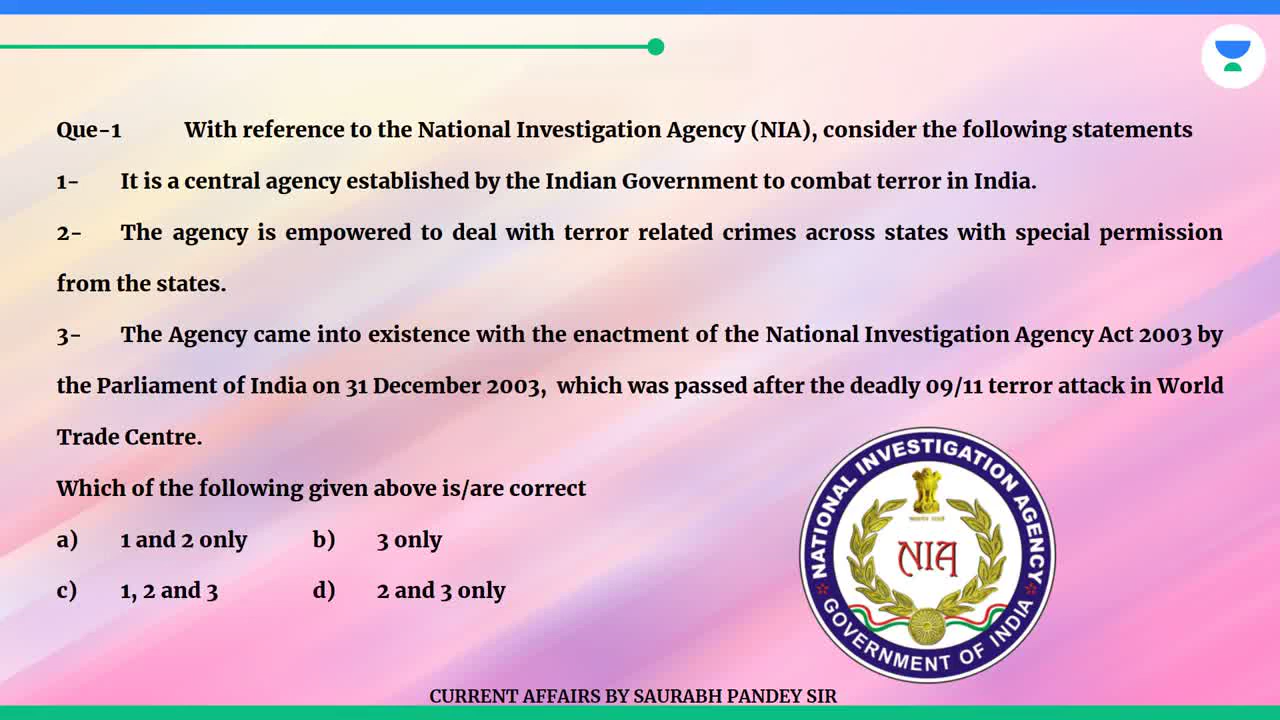 Que-1 With reference to the National Investigation Agency (NIA), consider the following statements
1- It is a central agency established by the Indian Government to combat terror in India.
2- The agency is empowered to deal with terror related crimes across states with special permission
from the states.
3- The Agency came into existence with the enactment of the National Investigation Agency Act 2003 by
the Parliament of India on 31 December 2003, which was passed after the deadly 09/11 terror attack in World
Trade Centre.
Which of the following given above is/are correct
a) 1 and 2 only b) 3 only
c) 1, 2 and 3 d) 2 and 3 only
NATIONAL INVESTIGATION AGENCY
NIA
GOVERNMENT OF INDIA
CURRENT AFFAIRS BY SAURABH PANDEY SIR